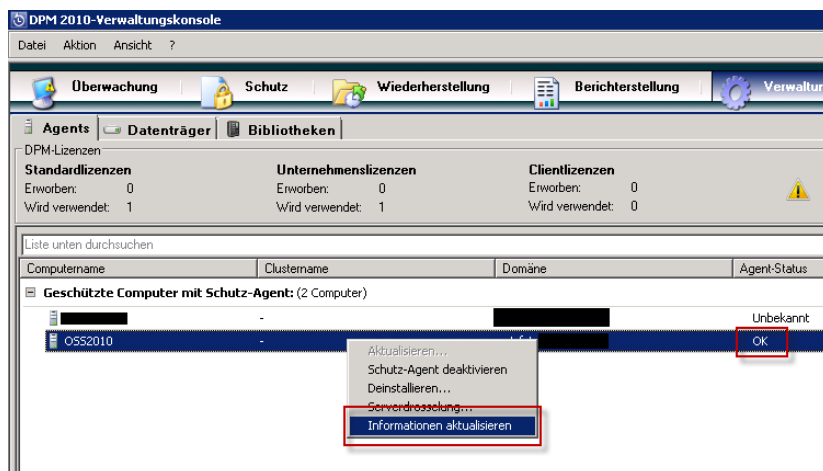 DPM 2010-Verwaltungskonsole
Datei Aktion Ansicht ?
Überwachung Schutz Wiederherstellung Berichterstellung Verwaltur
Agents Datenträger Bibliotheken
DPM-Lizenzen
Standardlizenzen Unternehmenslizenzen Clientlizenzen
Erworben: 0 Erworben: 0 Erworben: 0
Wird verwendet: 1 Wird verwendet: 1 Wird verwendet: 0
Liste unten durchsuchen
Computername Clustername Domäne Agent-Status
Geschützte Computer mit Schutz-Agent: (2 Computer)
- Unbekannt
OSS2010 - OK
Aktualisieren...
Schutz-Agent deaktivieren
Deinstallieren...
Serverdrosselung...
Informationen aktualisieren